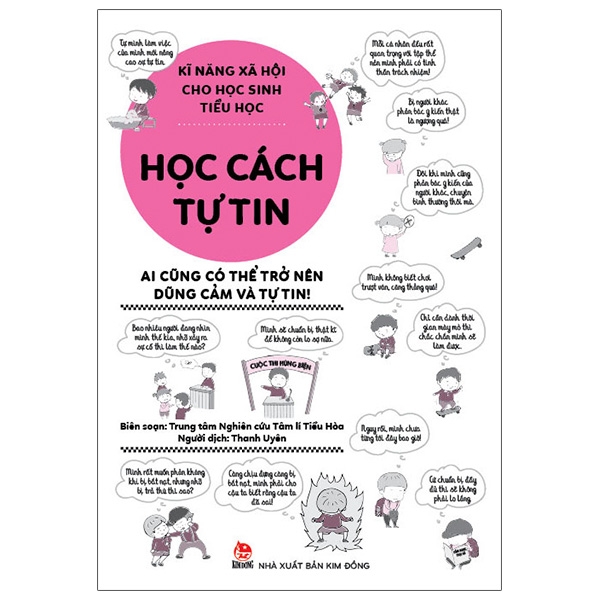 Tự mình làm việc
của mình mới nâng
cao sự tự tin.
KĨ NĂNG XÃ HỘI
CHO HỌC SINH
TIỂU HỌC
HỌC CÁCH
TỰ TIN
AI CŨNG CÓ THỂ TRỞ NÊN
DŨNG CẢM VÀ TỰ TIN!
Mỗi cá nhân đều rất
quan trọng với tập thể
nên mình phải có tinh
thần trách nhiệm!
Bị người khác
phản bác ý kiến thật
là ngượng quá!
Đôi khi mình cũng
phản bác ý kiến của
người khác, chuyện
bình thường thôi mà.
Mình không biết chơi
trượt ván, căng thẳng quá!
Chỉ cần dành thời
gian mày mò thì
chắc chắn mình sẽ
làm được.
Bao nhiêu người đang nhìn
mình thế kia, nhỡ xảy ra
sự cố thì làm thế nào?
Mình sẽ chuẩn bị thật kĩ
để không còn lo sợ nữa.
CUỘC THI HÙNG BIỆN
Biên soạn: Trung tâm Nghiên cứu Tâm lí Tiểu Hòa
Người dịch: Thanh Uyên
Nguy rồi, mình chưa
từng tới đây bao giờ!
Cứ chuẩn bị đầy
đủ thì sẽ không
phải lo lắng.
Mình rất muốn phản kháng
khi bị bắt nạt, nhưng nhỡ
bị trả thù thì sao?
Càng chịu đựng càng bị
bắt nạt, mình phải cho
cậu ta biết rằng cậu ta
đã sai!
KIM ĐỒNG
NHÀ XUẤT BẢN KIM ĐỒNG